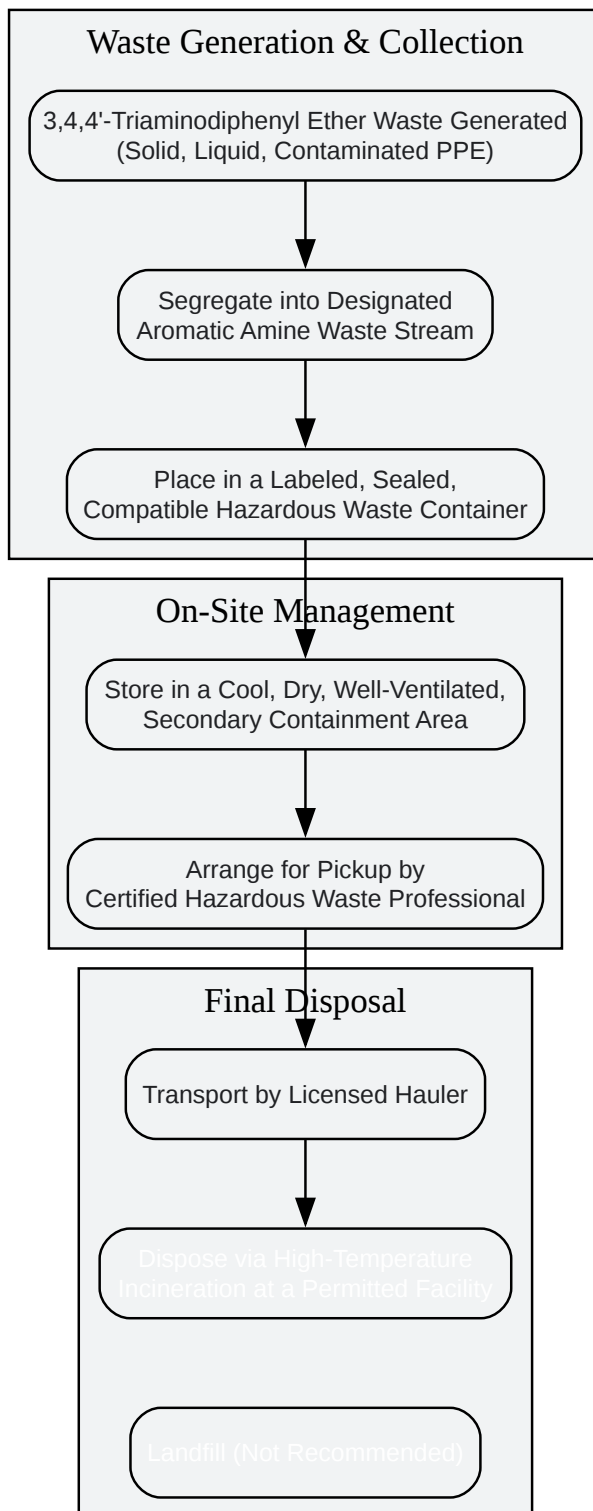 Waste Generation & Collection
3,4,4'-Triaminodiphenyl Ether Waste Generated
(Solid, Liquid, Contaminated PPE)
Segregate into Designated
Aromatic Amine Waste Stream
Place in a Labeled, Sealed,
Compatible Hazardous Waste Container
On-Site Management
Store in a Cool, Dry, Well-Ventilated,
Secondary Containment Area
Arrange for Pickup by
Certified Hazardous Waste Professional
Final Disposal
Transport by Licensed Hauler
Dispose via High-Temperature
Incineration at a Permitted Facility
Landfill (Not Recommended)